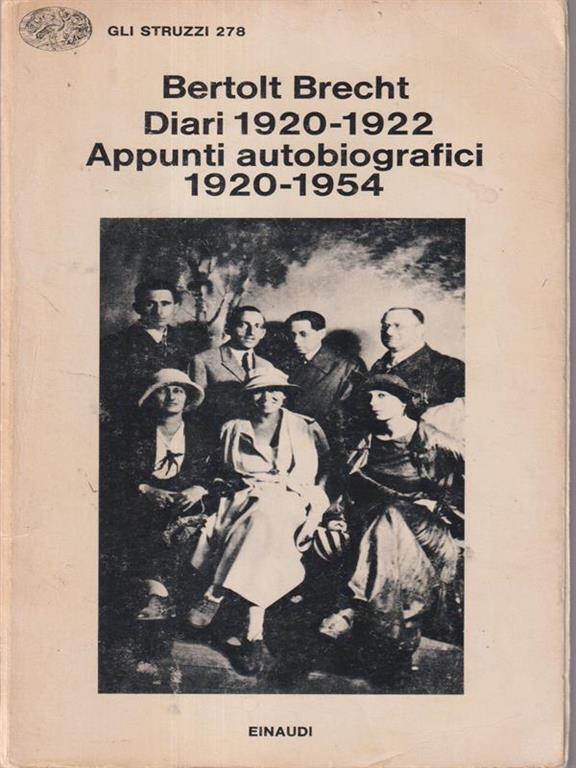 GLI STRUZZI 278
Bertolt Brecht
Diari 1920-1922
Appunti autobiografici
1920-1954
EINAUDI